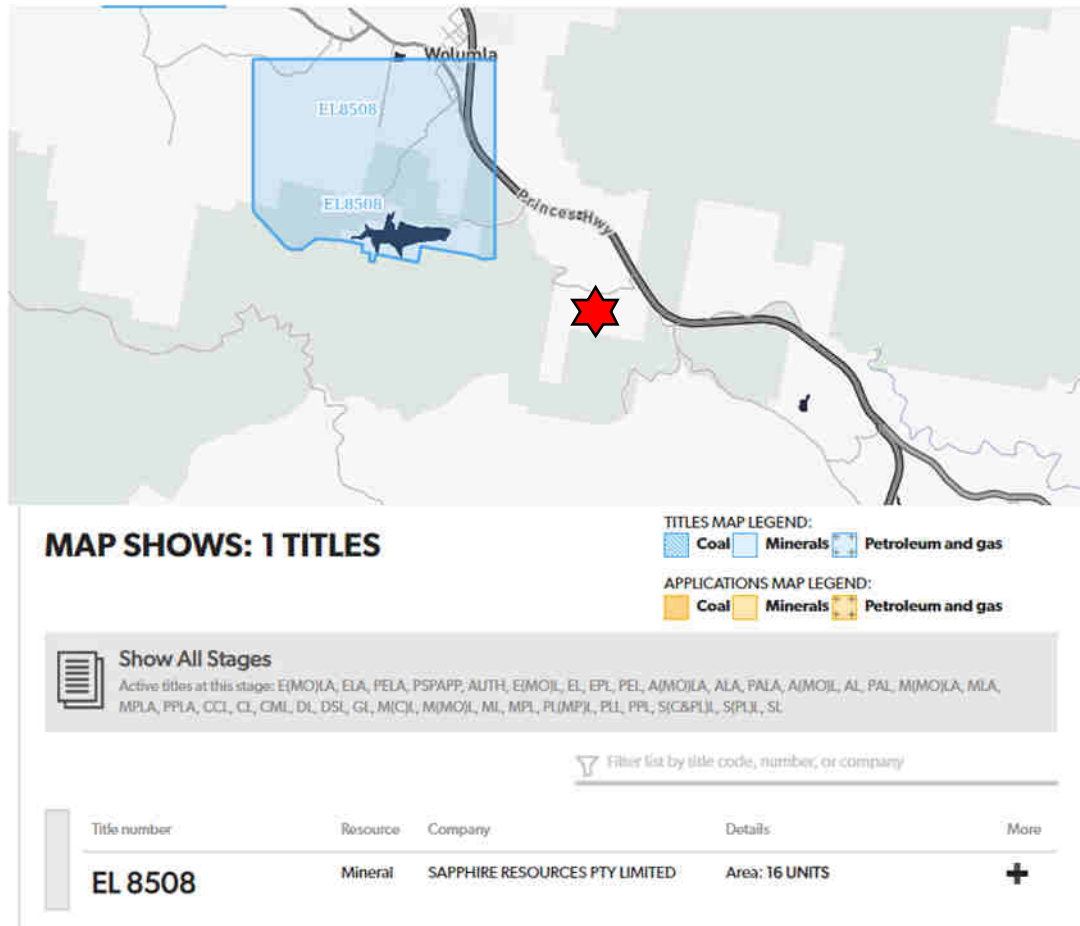 Wolumla
EL8508
EL8508
Princes Hwy
MAP SHOWS: 1 TITLES
TITLES MAP LEGEND:
Coal Minerals Petroleum and gas
APPLICATIONS MAP LEGEND:
Coal Minerals Petroleum and gas
Show All Stages
Active titles at this stage: E(MO)LA, ELA, PELA, PSPAPP, AUTH, E(MO)L, EL, EPL, PEL, A(MO)LA, ALA, PALA, A(MO)L, AL, PAL, M(MO)LA, MLA,
MPLA, PPLA, CCL, CL, CML, DL, DSL, GL, M(C)L, M(MO)L, ML, MPL, PL(MP)L, PLL, PPL, S(C&PL)L, S(PL)L, SL
Filter list by title code, number, or company
Title number Resource Company Details More
EL 8508 Mineral SAPPHIRE RESOURCES PTY LIMITED Area: 16 UNITS